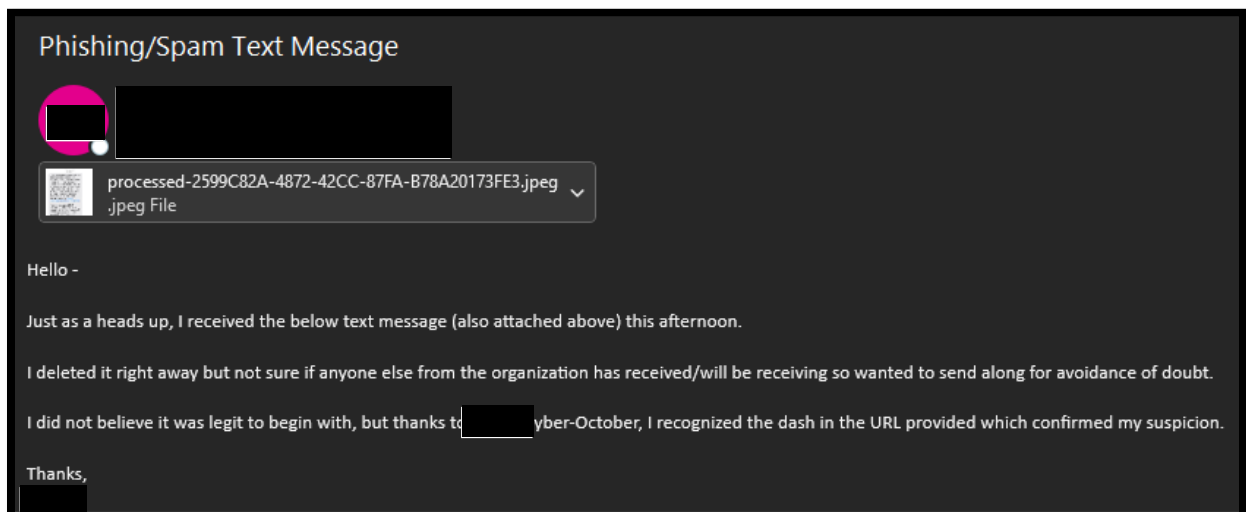 Phishing/Spam Text Message
processed-2599C82A-4872-42CC-87FA-B78A20173FE3.jpeg
.jpeg File
Hello -
Just as a heads up, I received the below text message (also attached above) this afternoon.
I deleted it right away but not sure if anyone else from the organization has received/will be receiving so wanted to send along for avoidance of doubt.
I did not believe it was legit to begin with, but thanks to yber-October, I recognized the dash in the URL provided which confirmed my suspicion.
Thanks,